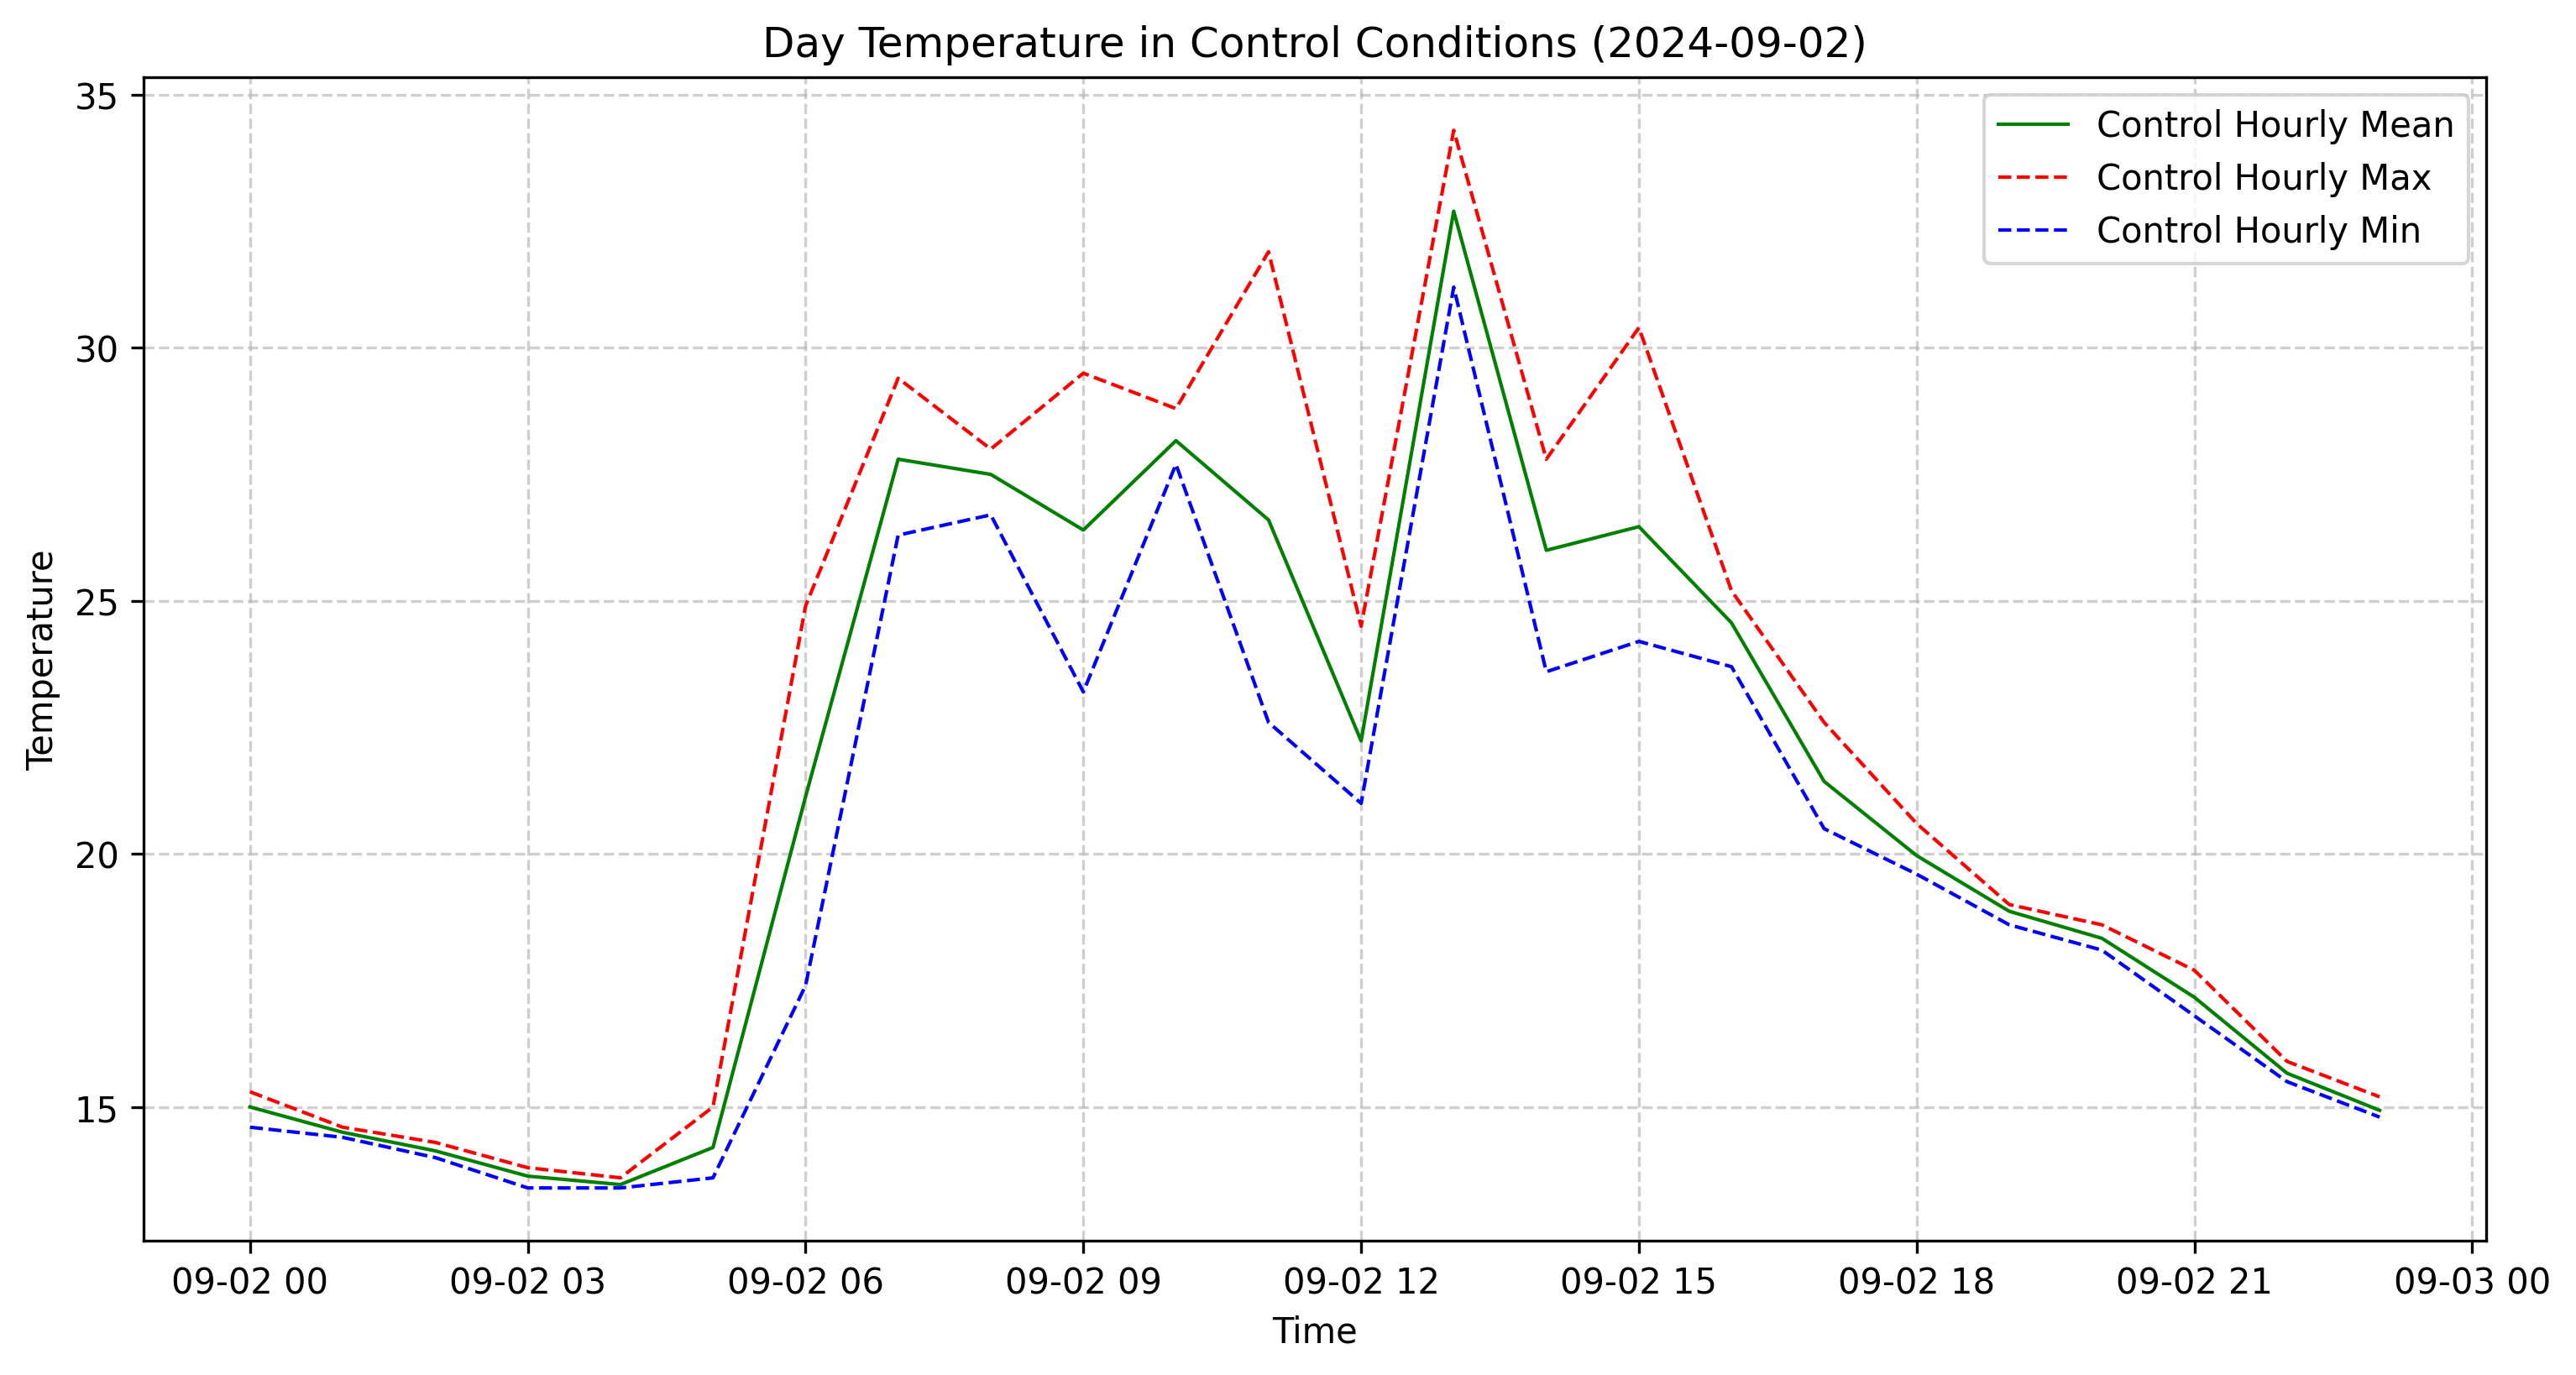 Day Temperature in Control Conditions (2024-09-02)
Control Hourly Mean
Control Hourly Max
Control Hourly Min
35
30
25
20
15
Temperature
09-02 00
09-02 03
09-02 06
09-02 09
09-02 12
09-02 15
09-02 18
09-02 21
09-03 00
Time